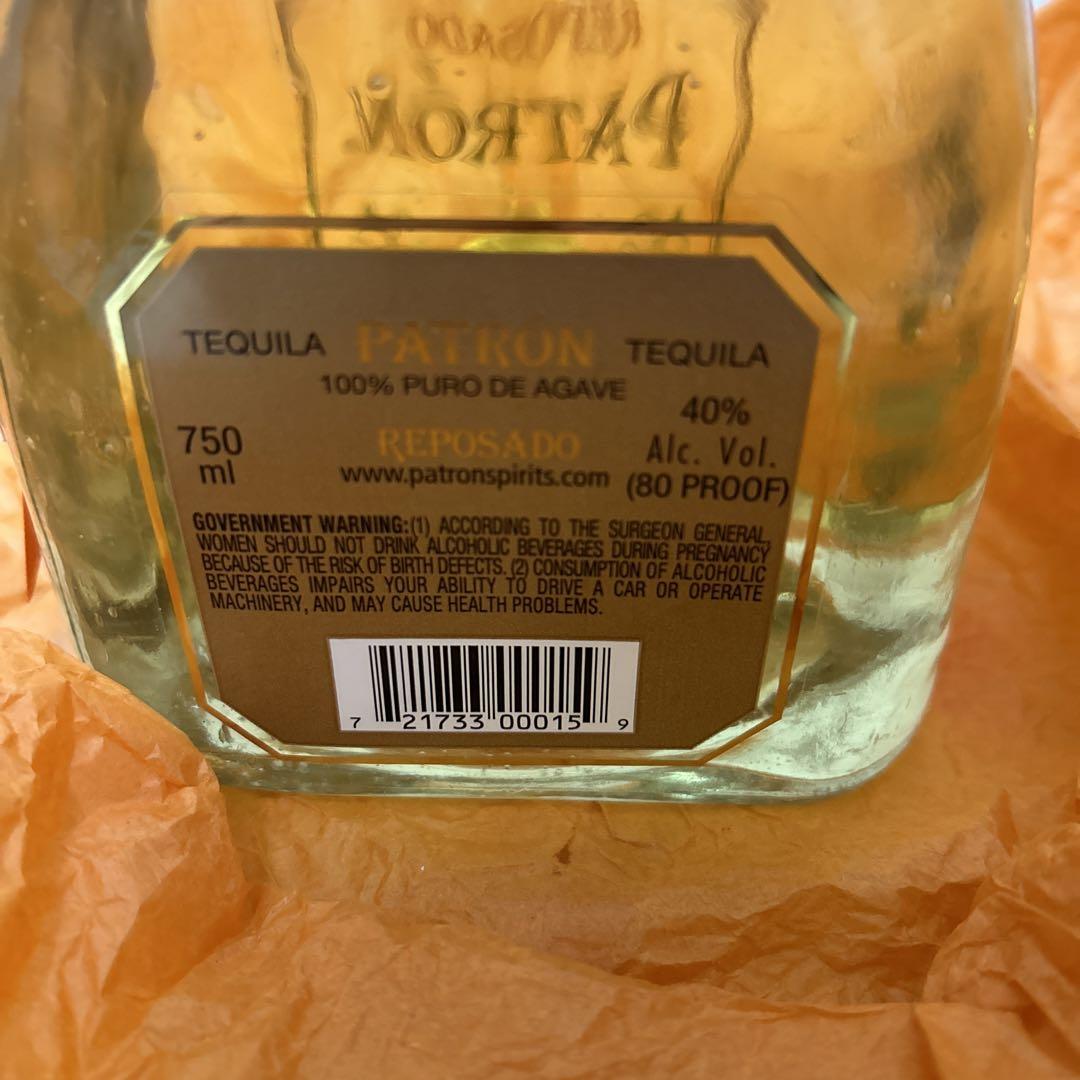 REPOSADO
PATRÓN
TEQUILA PATRÓN TEQUILA
100% PURO DE AGAVE
40%
750 REPOSADO Alc. Vol.
ml www.patronspirits.com (80 PROOF)
GOVERNMENT WARNING:(1) ACCORDING TO THE SURGEON GENERAL,
WOMEN SHOULD NOT DRINK ALCOHOLIC BEVERAGES DURING PREGNANCY
BECAUSE OF THE RISK OF BIRTH DEFECTS. (2) CONSUMPTION OF ALCOHOLIC
BEVERAGES IMPAIRS YOUR ABILITY TO DRIVE A CAR OR OPERATE
MACHINERY, AND MAY CAUSE HEALTH PROBLEMS.
7 21733 00015 9